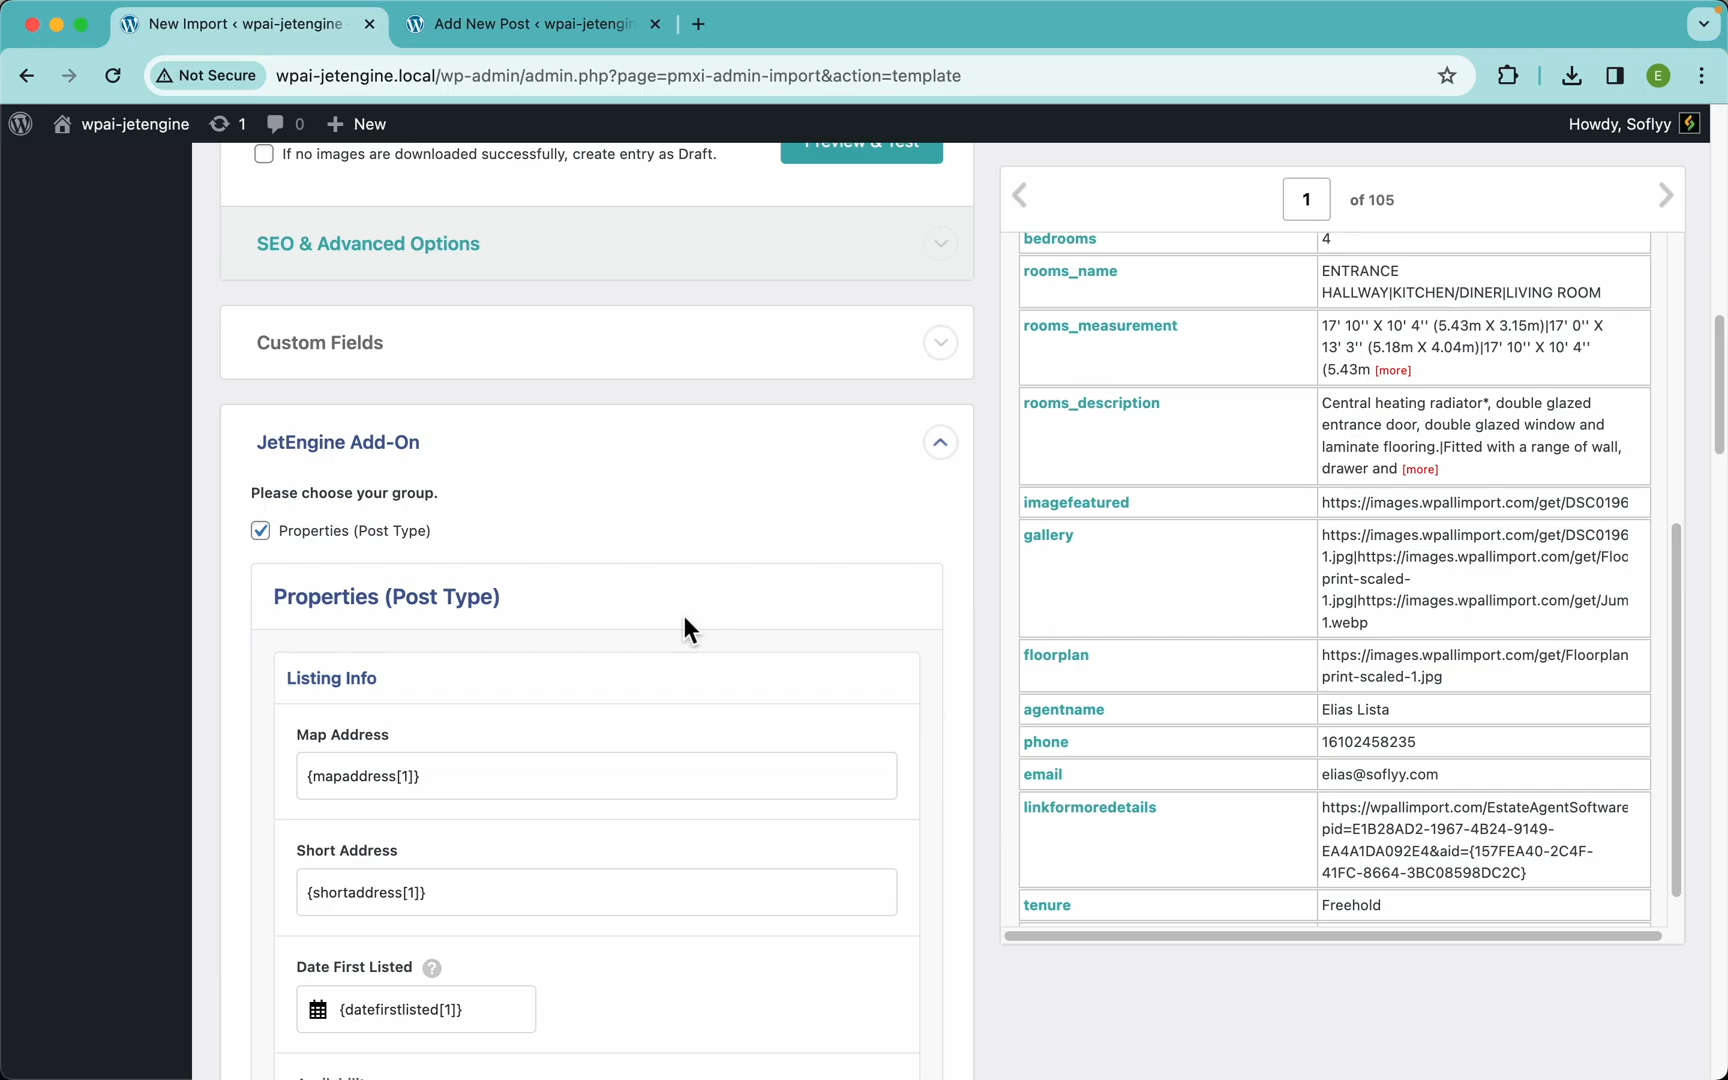 New Import < wpai-jetengine
Add New Post < wpai-jetengin
Not Secure
wpai-jetengine.local/wp-admin/admin.php?page=pmxi-admin-import&action=template
E
wpai-jetengine
1
0
New
Howdy, Soflyy
If no images are downloaded successfully, create entry as Draft.
Preview & Test
SEO & Advanced Options
Custom Fields
JetEngine Add-On
Please choose your group.
Properties (Post Type)
Properties (Post Type)
Listing Info
Map Address
{mapaddress[1]}
Short Address
{shortaddress[1]}
Date First Listed ?
{datefirstlisted[1]}
1 of 105
bedrooms 4
rooms_name ENTRANCE
HALLWAY|KITCHEN/DINER|LIVING ROOM
rooms_measurement 17' 10'' X 10' 4'' (5.43m X 3.15m)|17' 0'' X
13' 3'' (5.18m X 4.04m)|17' 10'' X 10' 4''
(5.43m [more]
rooms_description Central heating radiator*, double glazed
entrance door, double glazed window and
laminate flooring.|Fitted with a range of wall,
drawer and [more]
imagefeatured https://images.wpallimport.com/get/DSC0196
gallery https://images.wpallimport.com/get/DSC0196
1.jpg|https://images.wpallimport.com/get/Floo
print-scaled-
1.jpg|https://images.wpallimport.com/get/Jum
1.webp
floorplan https://images.wpallimport.com/get/Floorplan
print-scaled-1.jpg
agentname Elias Lista
phone 16102458235
email elias@soflyy.com
linkformoredetails https://wpallimport.com/EstateAgentSoftware
pid=E1B28AD2-1967-4B24-9149-
EA4A1DA092E4&aid={157FEA40-2C4F-
41FC-8664-3BC08598DC2C}
tenure Freehold